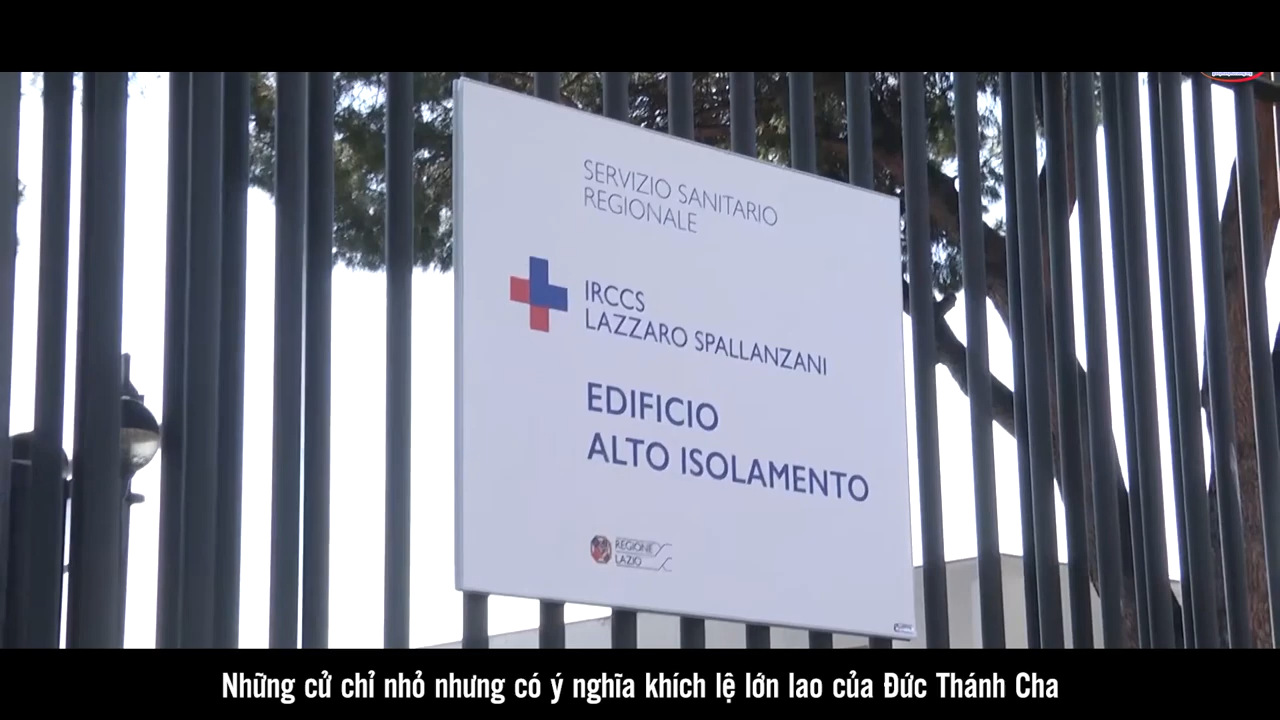 SERVIZIO SANITARIO
REGIONALE
IRCCS
LAZZARO SPALLANZANI
EDIFICIO
ALTO ISOLAMENTO
REGIONE
LAZIO
Những cử chỉ nhỏ nhưng có ý nghĩa khích lệ lớn lao của Đức Thánh Cha